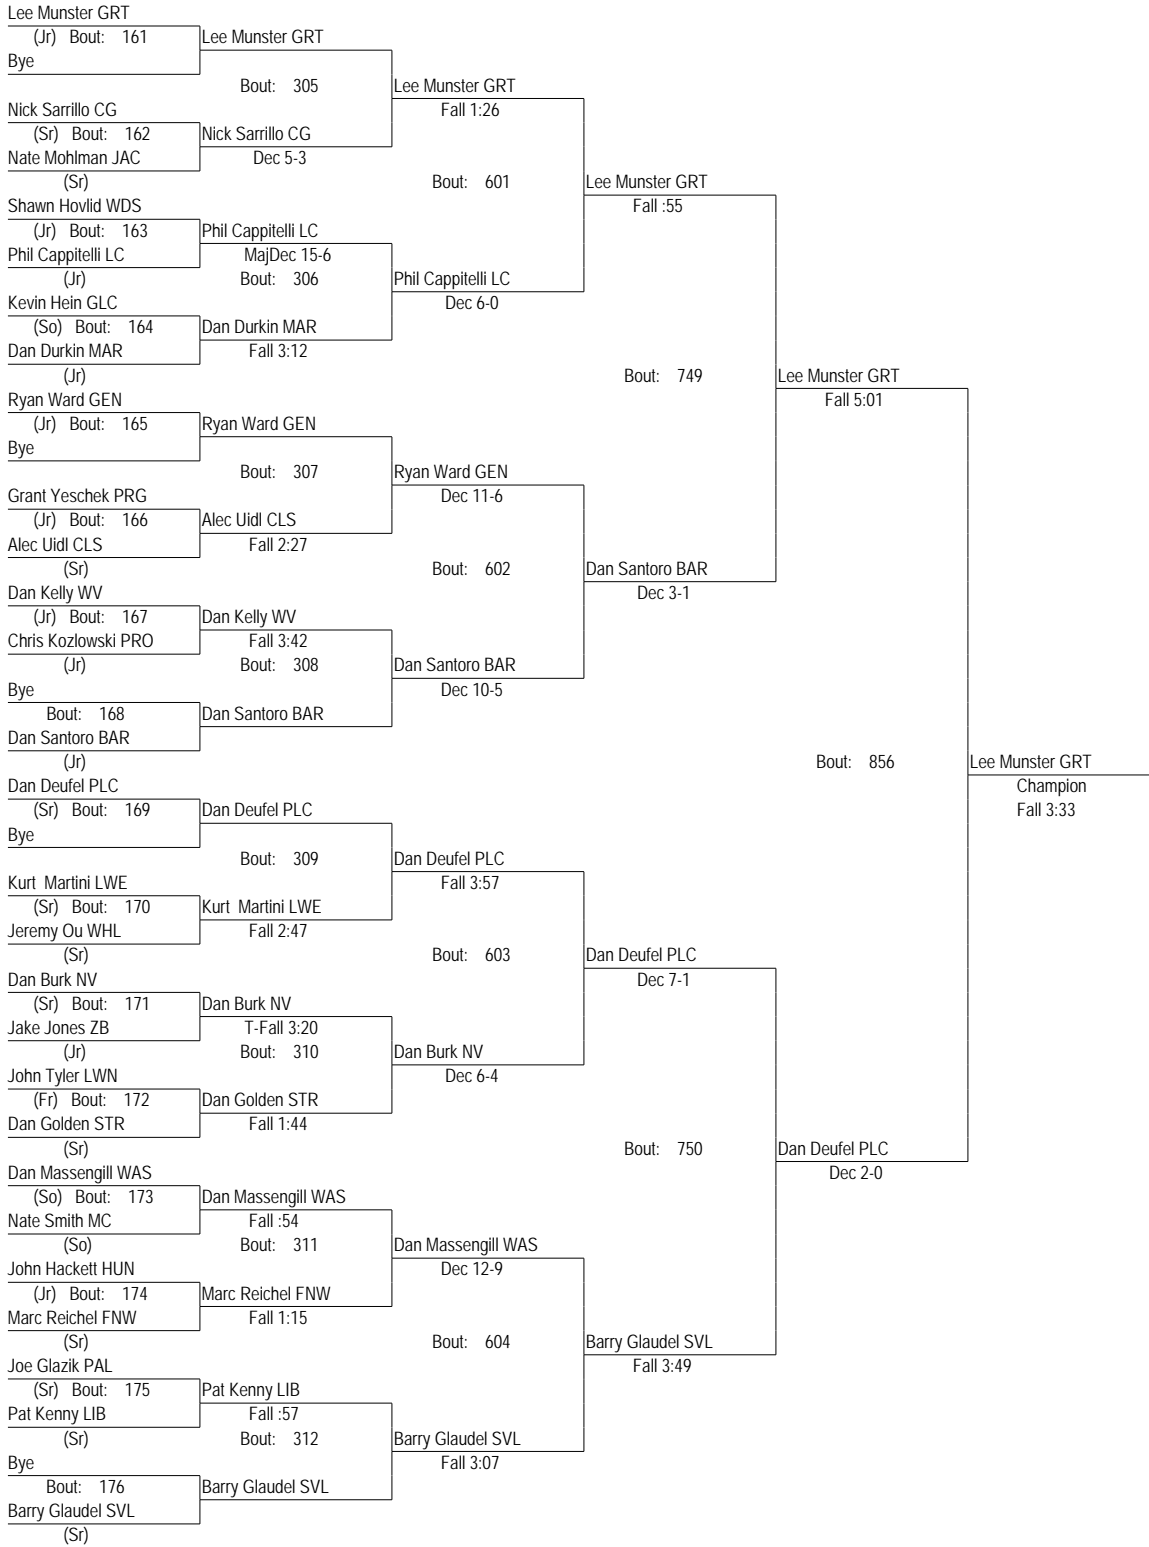 Lee Munster GRT
(Jr) Bout: 161 Lee Munster GRT
Bye
Bout: 305 Lee Munster GRT
Nick Sarrillo CG Fall 1:26
(Sr) Bout: 162 Nick Sarrillo CG
Nate Mohlman JAC Dec 5-3
(Sr) Bout: 601 Lee Munster GRT
Shawn Hovlid WDS Fall :55
(Jr) Bout: 163 Phil Cappitelli LC
Phil Cappitelli LC MajDec 15-6
(Jr) Bout: 306 Phil Cappitelli LC
Kevin Hein GLC Dec 6-0
(So) Bout: 164 Dan Durkin MAR
Dan Durkin MAR Fall 3:12
(Jr) Bout: 749 Lee Munster GRT
Ryan Ward GEN Fall 5:01
(Jr) Bout: 165 Ryan Ward GEN
Bye
Bout: 307 Ryan Ward GEN
Grant Yeschek PRG Dec 11-6
(Jr) Bout: 166 Alec Uidl CLS
Alec Uidl CLS Fall 2:27
(Sr) Bout: 602 Dan Santoro BAR
Dan Kelly WV Dec 3-1
(Jr) Bout: 167 Dan Kelly WV
Chris Kozlowski PRO Fall 3:42
(Jr) Bout: 308 Dan Santoro BAR
Bye Dec 10-5
Bout: 168 Dan Santoro BAR
Dan Santoro BAR
(Jr) Bout: 856 Lee Munster GRT
Dan Deufel PLC Champion
(Sr) Bout: 169 Dan Deufel PLC Fall 3:33
Bye
Bout: 309 Dan Deufel PLC
Kurt Martini LWE Fall 3:57
(Sr) Bout: 170 Kurt Martini LWE
Jeremy Ou WHL Fall 2:47
(Sr) Bout: 603 Dan Deufel PLC
Dan Burk NV Dec 7-1
(Sr) Bout: 171 Dan Burk NV
Jake Jones ZB T-Fall 3:20
(Jr) Bout: 310 Dan Burk NV
John Tyler LWN Dec 6-4
(Fr) Bout: 172 Dan Golden STR
Dan Golden STR Fall 1:44
(Sr) Bout: 750 Dan Deufel PLC
Dan Massengill WAS Dec 2-0
(So) Bout: 173 Dan Massengill WAS
Nate Smith MC Fall :54
(So) Bout: 311 Dan Massengill WAS
John Hackett HUN Dec 12-9
(Jr) Bout: 174 Marc Reichel FNW
Marc Reichel FNW Fall 1:15
(Sr) Bout: 604 Barry Glaudel SVL
Joe Glazik PAL Fall 3:49
(Sr) Bout: 175 Pat Kenny LIB
Pat Kenny LIB Fall :57
(Sr) Bout: 312 Barry Glaudel SVL
Bye Fall 3:07
Bout: 176 Barry Glaudel SVL
Barry Glaudel SVL
(Sr)